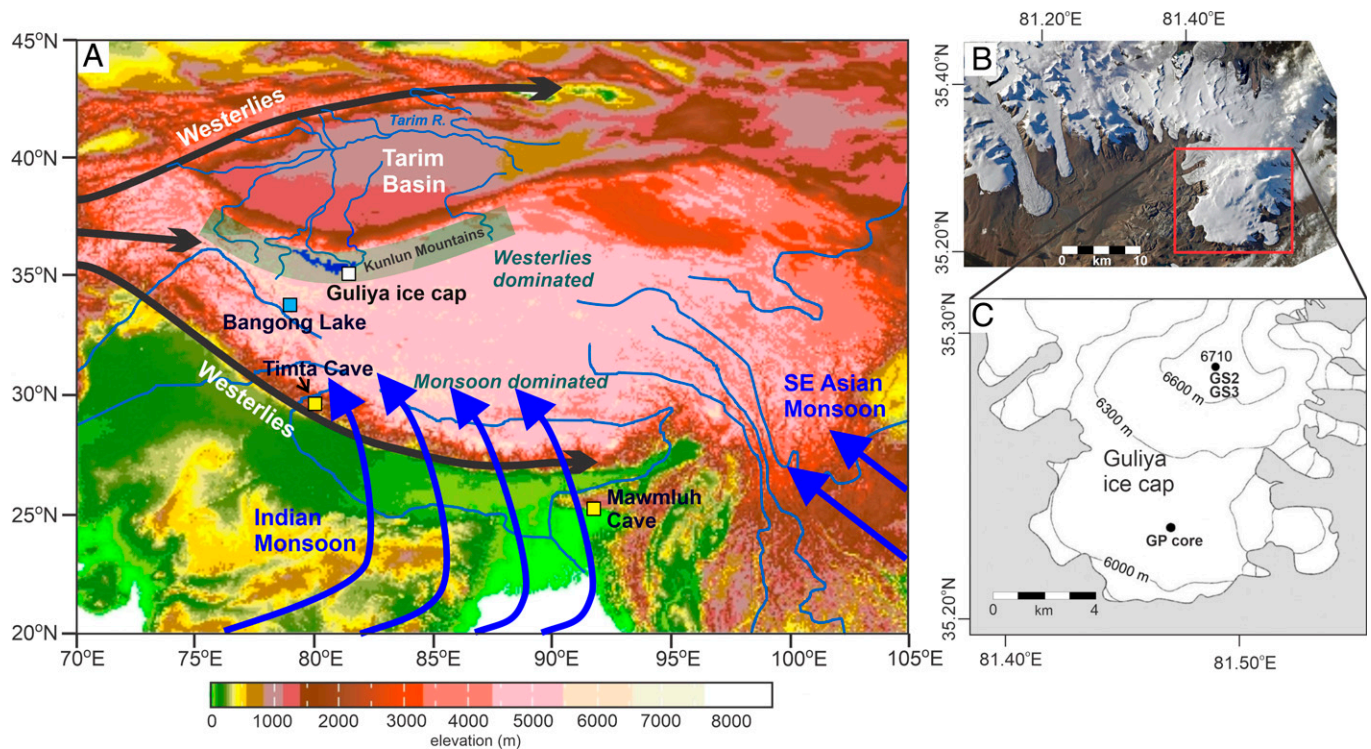 A
45°N
40°N
35°N
30°N
25°N
20°N
70°E
75°E
80°E
85°E
90°E
95°E
100°E
105°E
Westerlies
Tarim R.
Tarim
Basin
Kunlun Mountains
Westerlies
dominated
Guliya ice cap
Bangong Lake
Timta Cave
Monsoon dominated
SE Asian
Monsoon
Westerlies
Mawmluh
Cave
Indian
Monsoon
0
1000
2000
3000
4000
5000
6000
7000
8000
elevation (m)
81.20°E
81.40°E
B
35.40°N
35.20°N
0
km
10
C
35.30°N
35.20°N
6710
GS2
GS3
6600 m
6300 m
Guliya
ice cap
GP core
6000 m
0
km
4
81.40°E
81.50°E